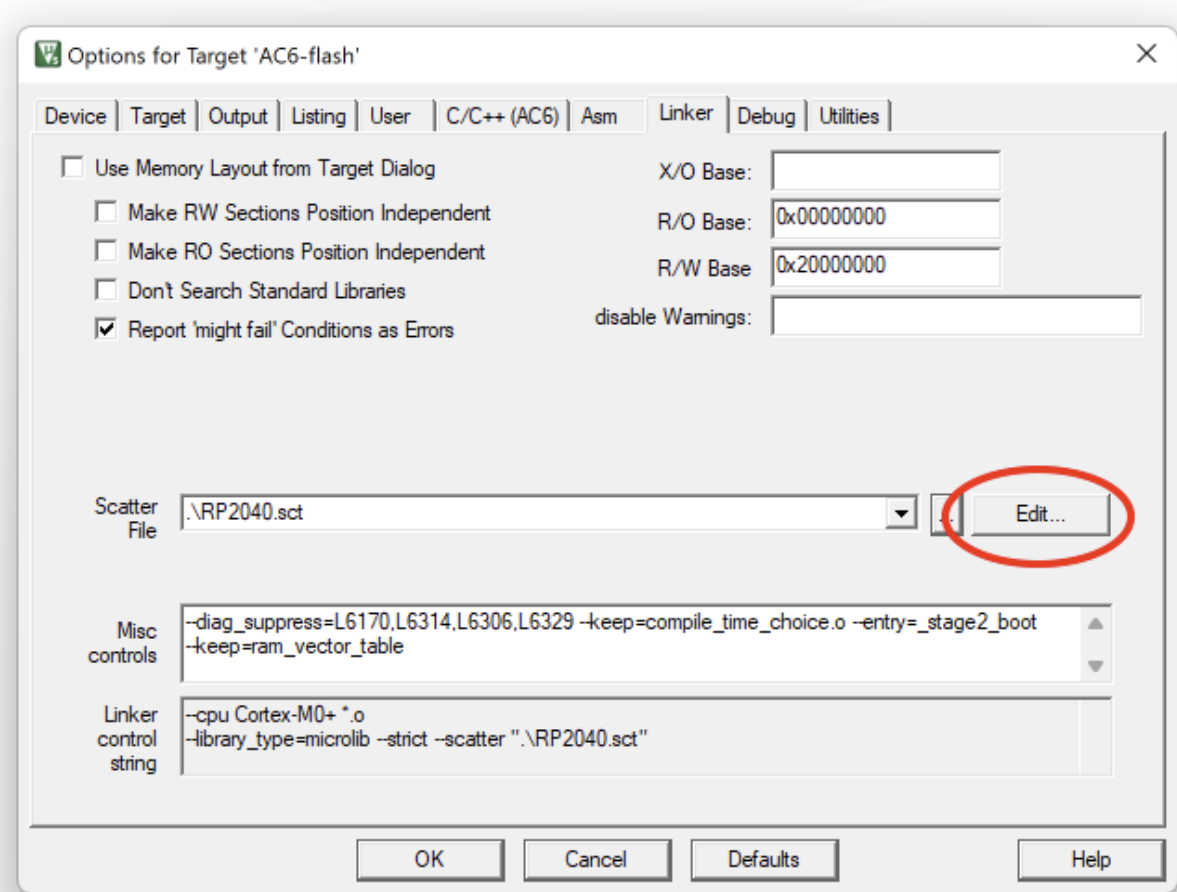 Options for Target 'AC6-flash'
Device Target Output Listing User C/C++ (AC6) Asm Linker Debug Utilities
Use Memory Layout from Target Dialog
Make RW Sections Position Independent
Make RO Sections Position Independent
Don't Search Standard Libraries
Report 'might fail' Conditions as Errors
X/O Base:
R/O Base: 0x00000000
R/W Base 0x20000000
disable Warnings:
Scatter
File
.\RP2040.sct
Edit...
Misc
controls
--diag_suppress=L6170,L6314,L6306,L6329 --keep=compile_time_choice.o --entry=_stage2_boot
--keep=ram_vector_table
Linker
control
string
--cpu Cortex-M0+ *.o
--library_type=microlib --strict --scatter ".\RP2040.sct"
OK Cancel Defaults Help